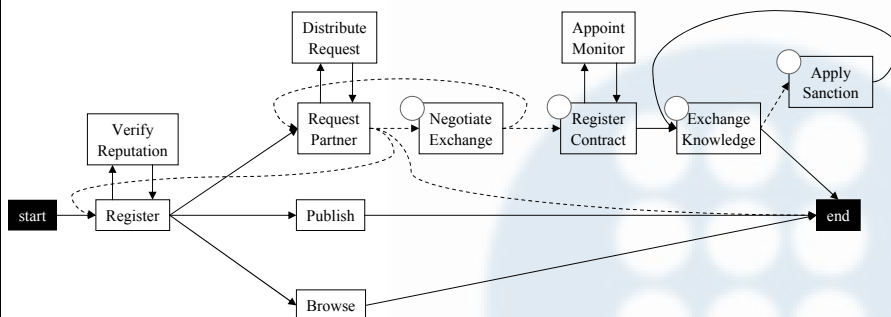 Distribute
Request
Appoint
Monitor
Apply
Sanction
Verify
Reputation
Request
Partner
Negotiate
Exchange
Register
Contract
Exchange
Knowledge
start
Register
Publish
end
Browse